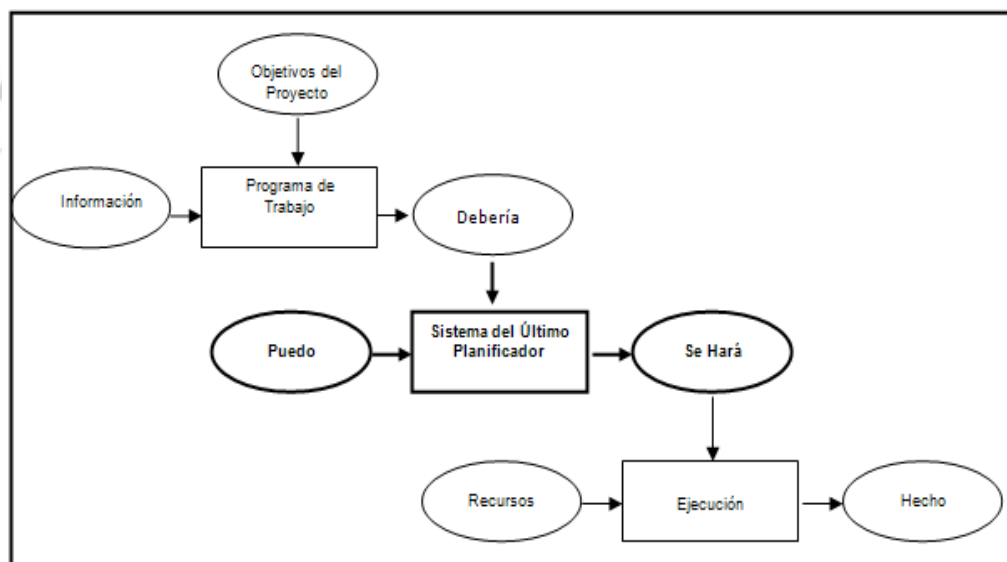 Objetivos del
Proyecto
Información
Programa de
Trabajo
Debería
Puedo
Sistema del Último
Planificador
Se Hará
Recursos
Ejecución
Hecho